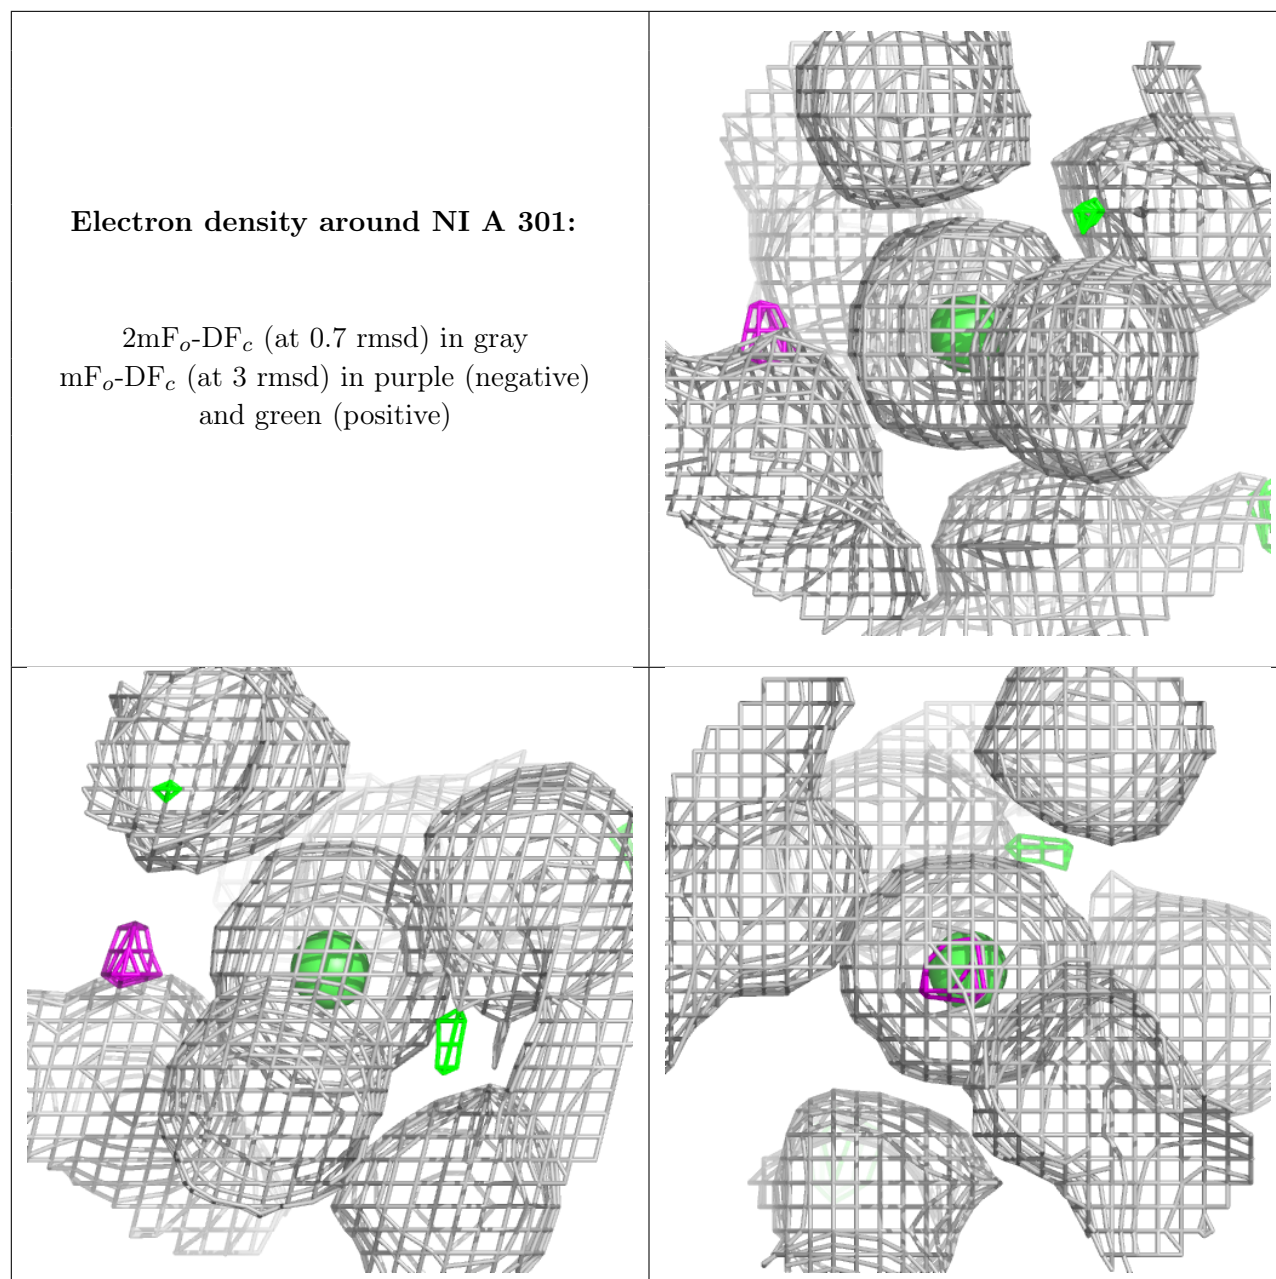 Electron density around NI A 301:
2mFo-DFc (at 0.7 rmsd) in gray
mFo-DFc (at 3 rmsd) in purple (negative)
and green (positive)